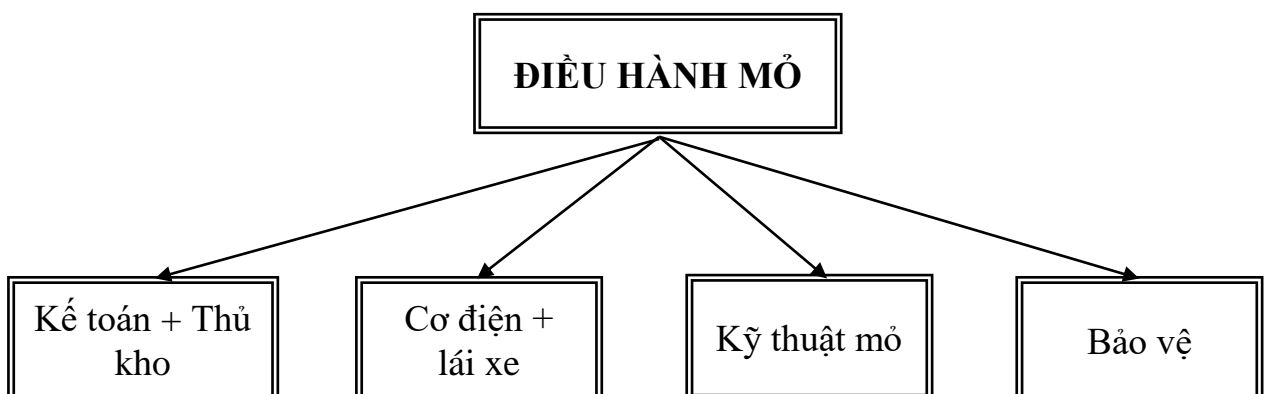 ĐIỀU HÀNH MỎ
Kế toán + Thủ
kho
Cơ điện +
lái xe
Kỹ thuật mỏ
Bảo vệ